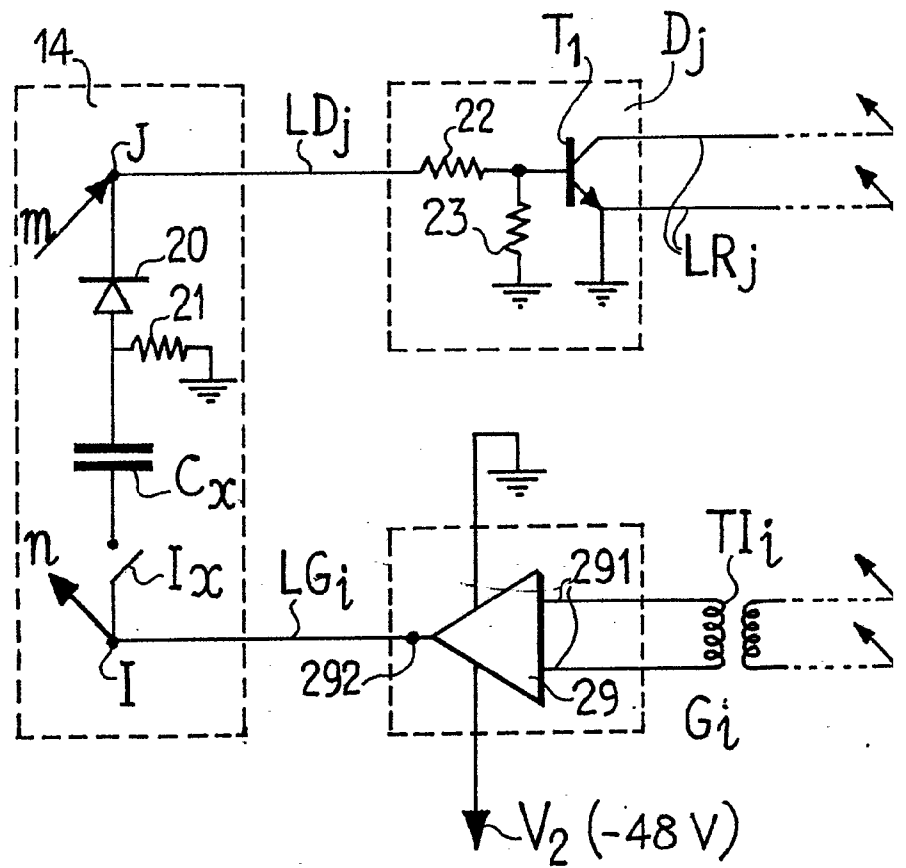 14
T1
Dj
J
LDj
22
m
23
LRj
20
21
Cx
n
Ix
LGi
291
TIi
I
292
29
Gi
V2 (-48 V)